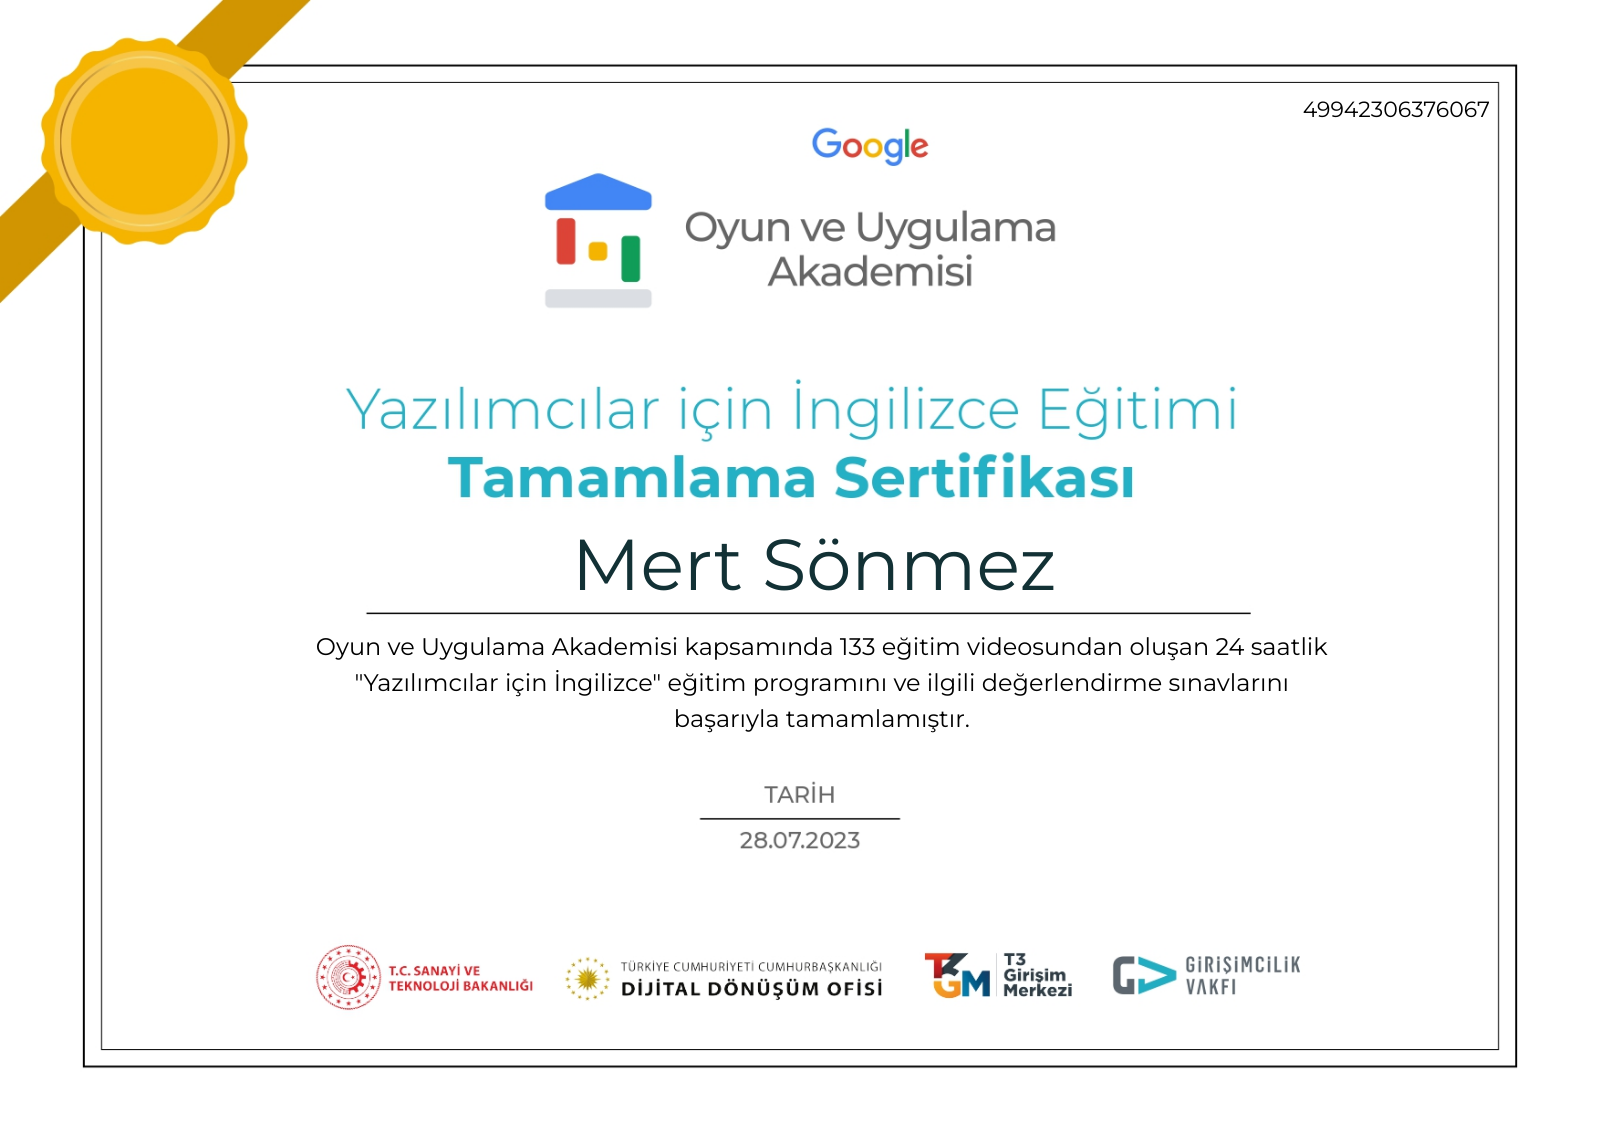 49942306376067
Google
Oyun ve Uygulama
Akademisi
Yazılımcılar için İngilizce Eğitimi
Tamamlama Sertifikası
Mert Sönmez
Oyun ve Uygulama Akademisi kapsamında 133 eğitim videosundan oluşan 24 saatlik
"Yazılımcılar için İngilizce" eğitim programını ve ilgili değerlendirme sınavlarını
başarıyla tamamlamıştır.
TARİH
28.07.2023
T.C. SANAYİ VE
TEKNOLOJİ BAKANLIĞI
TÜRKİYE CUMHURİYETİ CUMHURBAŞKANLIĞI
DİJİTAL DÖNÜŞÜM OFİSİ
T3GM
T3
Girişim
Merkezi
GİRİŞİMCİLİK
VAKFI